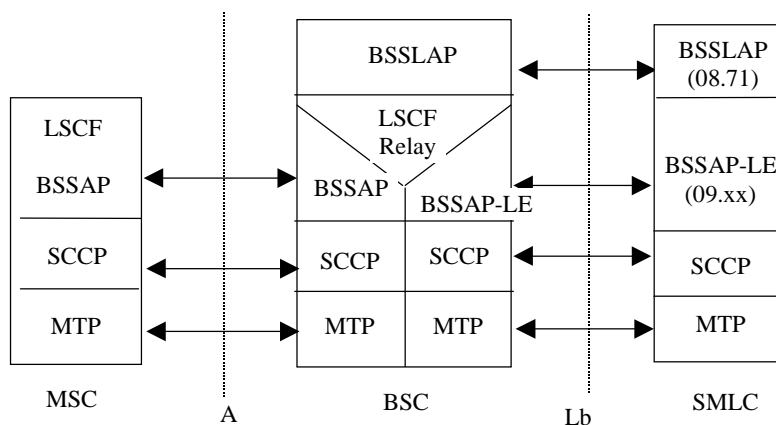 BSSLAP
BSSLAP
(08.71)
LSCF
LSCF
Relay
BSSAP
BSSAP
BSSAP-LE
BSSAP-LE
(09.xx)
SCCP
SCCP
SCCP
SCCP
MTP
MTP
MTP
MTP
MSC
A
BSC
Lb
SMLC